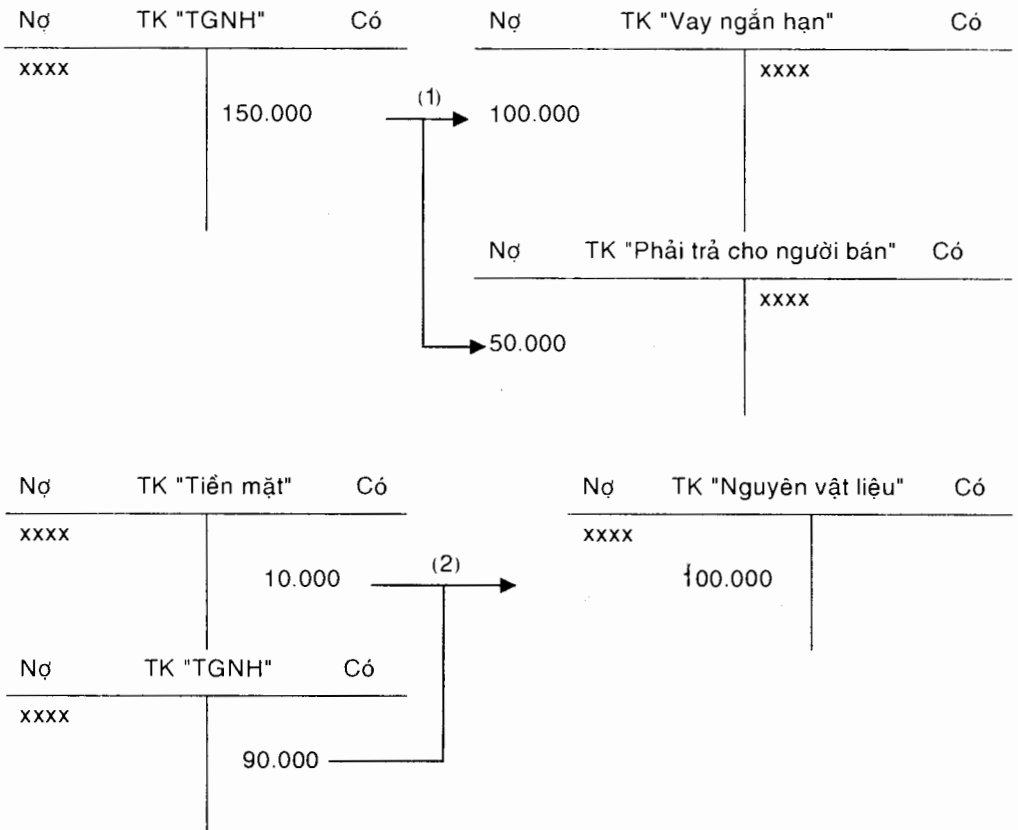 Nợ TK "TGNH" Có Nợ TK "Vay ngắn hạn" Có
xxxx xxxx
150.000 (1) 100.000
Nợ TK "Phải trả cho người bán" Có
xxxx
50.000
Nợ TK "Tiền mặt" Có Nợ TK "Nguyên vật liệu" Có
xxxx xxxx
10.000 (2) 100.000
Nợ TK "TGNH" Có
xxxx
90.000